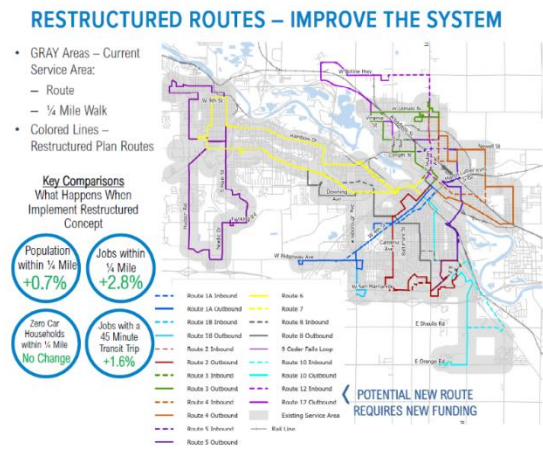 RESTRUCTURED ROUTES – IMPROVE THE SYSTEM
• GRAY Areas – Current
Service Area:
– Route
– ¼ Mile Walk
• Colored Lines –
Restructured Plan Routes
Key Comparisons
What Happens When
Implement Restructured
Concept
Population
within ¼ Mile
+0.7%
Jobs within
¼ Mile
+2.8%
Zero Car
Households
within ¼ Mile
No Change
Jobs with a
45 Minute
Transit Trip
+1.6%
W 9th St
Rainbow Dr
Newell St
Downing
Ave
W Ridgeway Ave
W San Marnan Dr
E Shaulis Rd
E Orange Rd
Route 1A Inbound
Route 1A Outbound
Route 1B Inbound
Route 1B Outbound
Route 2 Inbound
Route 2 Outbound
Route 3 Inbound
Route 3 Outbound
Route 4 Inbound
Route 4 Outbound
Route 5 Inbound
Route 5 Outbound
Route 6
Route 7
Route 8 Inbound
Route 8 Outbound
9 Cedar Falls Loop
Route 10 Inbound
Route 10 Outbound
Route 12 Inbound
Route 12 Outbound
Existing Service Area
Rail Line
POTENTIAL NEW ROUTE
REQUIRES NEW FUNDING